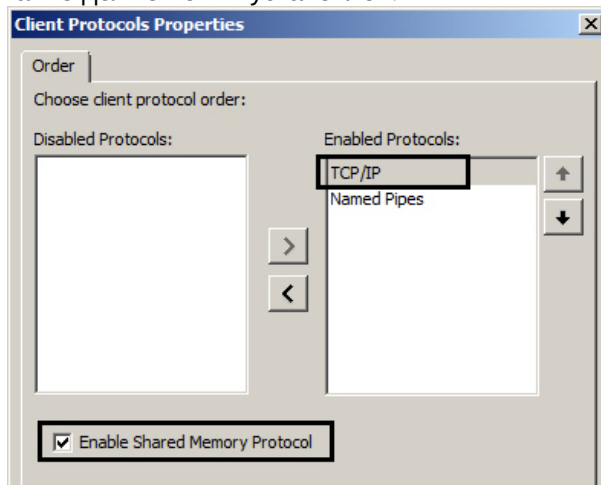 Client Protocols Properties
Order
Choose client protocol order:
Disabled Protocols:
Enabled Protocols:
TCP/IP
Named Pipes
>
<
Enable Shared Memory Protocol